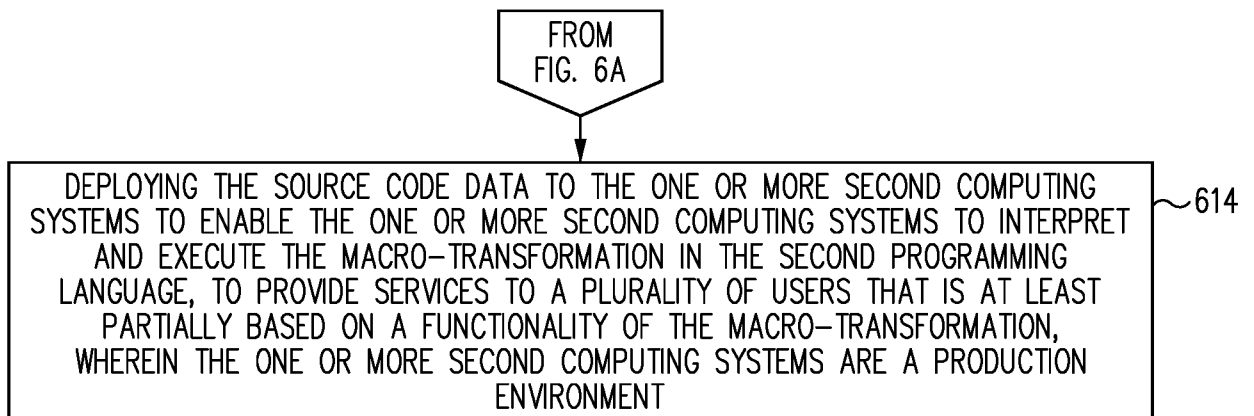 FROM
FIG. 6A
DEPLOYING THE SOURCE CODE DATA TO THE ONE OR MORE SECOND COMPUTING
SYSTEMS TO ENABLE THE ONE OR MORE SECOND COMPUTING SYSTEMS TO INTERPRET
AND EXECUTE THE MACRO-TRANSFORMATION IN THE SECOND PROGRAMMING
LANGUAGE, TO PROVIDE SERVICES TO A PLURALITY OF USERS THAT IS AT LEAST
PARTIALLY BASED ON A FUNCTIONALITY OF THE MACRO-TRANSFORMATION,
WHEREIN THE ONE OR MORE SECOND COMPUTING SYSTEMS ARE A PRODUCTION
ENVIRONMENT
614